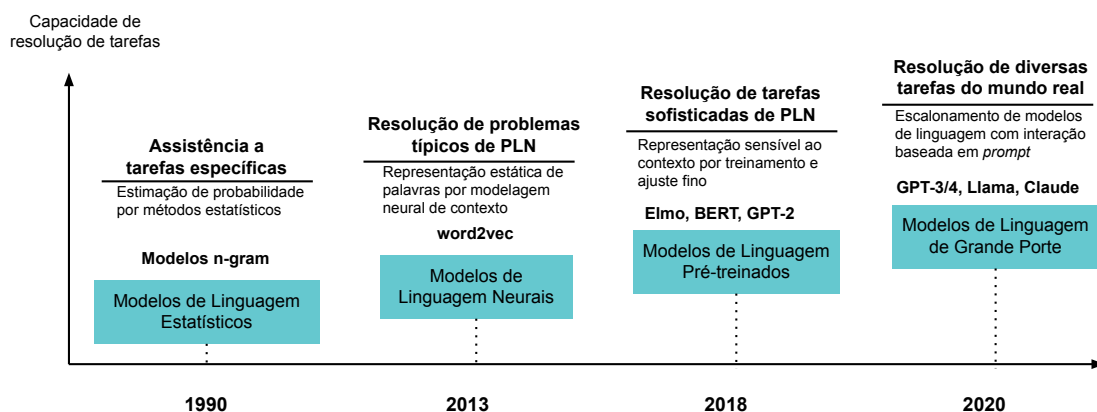 Capacidade de
resolução de tarefas
Assistência a
tarefas específicas
Estimação de probabilidade
por métodos estatísticos
Modelos n-gram
Modelos de Linguagem
Estatísticos
1990
Resolução de problemas
típicos de PLN
Representação estática de
palavras por modelagem
neural de contexto
word2vec
Modelos de
Linguagem Neurais
2013
Resolução de tarefas
sofisticadas de PLN
Representação sensível ao
contexto por treinamento e
ajuste fino
Elmo, BERT, GPT-2
Modelos de Linguagem
Pré-treinados
2018
Resolução de diversas
tarefas do mundo real
Escalonamento de modelos
de linguagem com interação
baseada em prompt
GPT-3/4, Llama, Claude
Modelos de Linguagem
de Grande Porte
2020